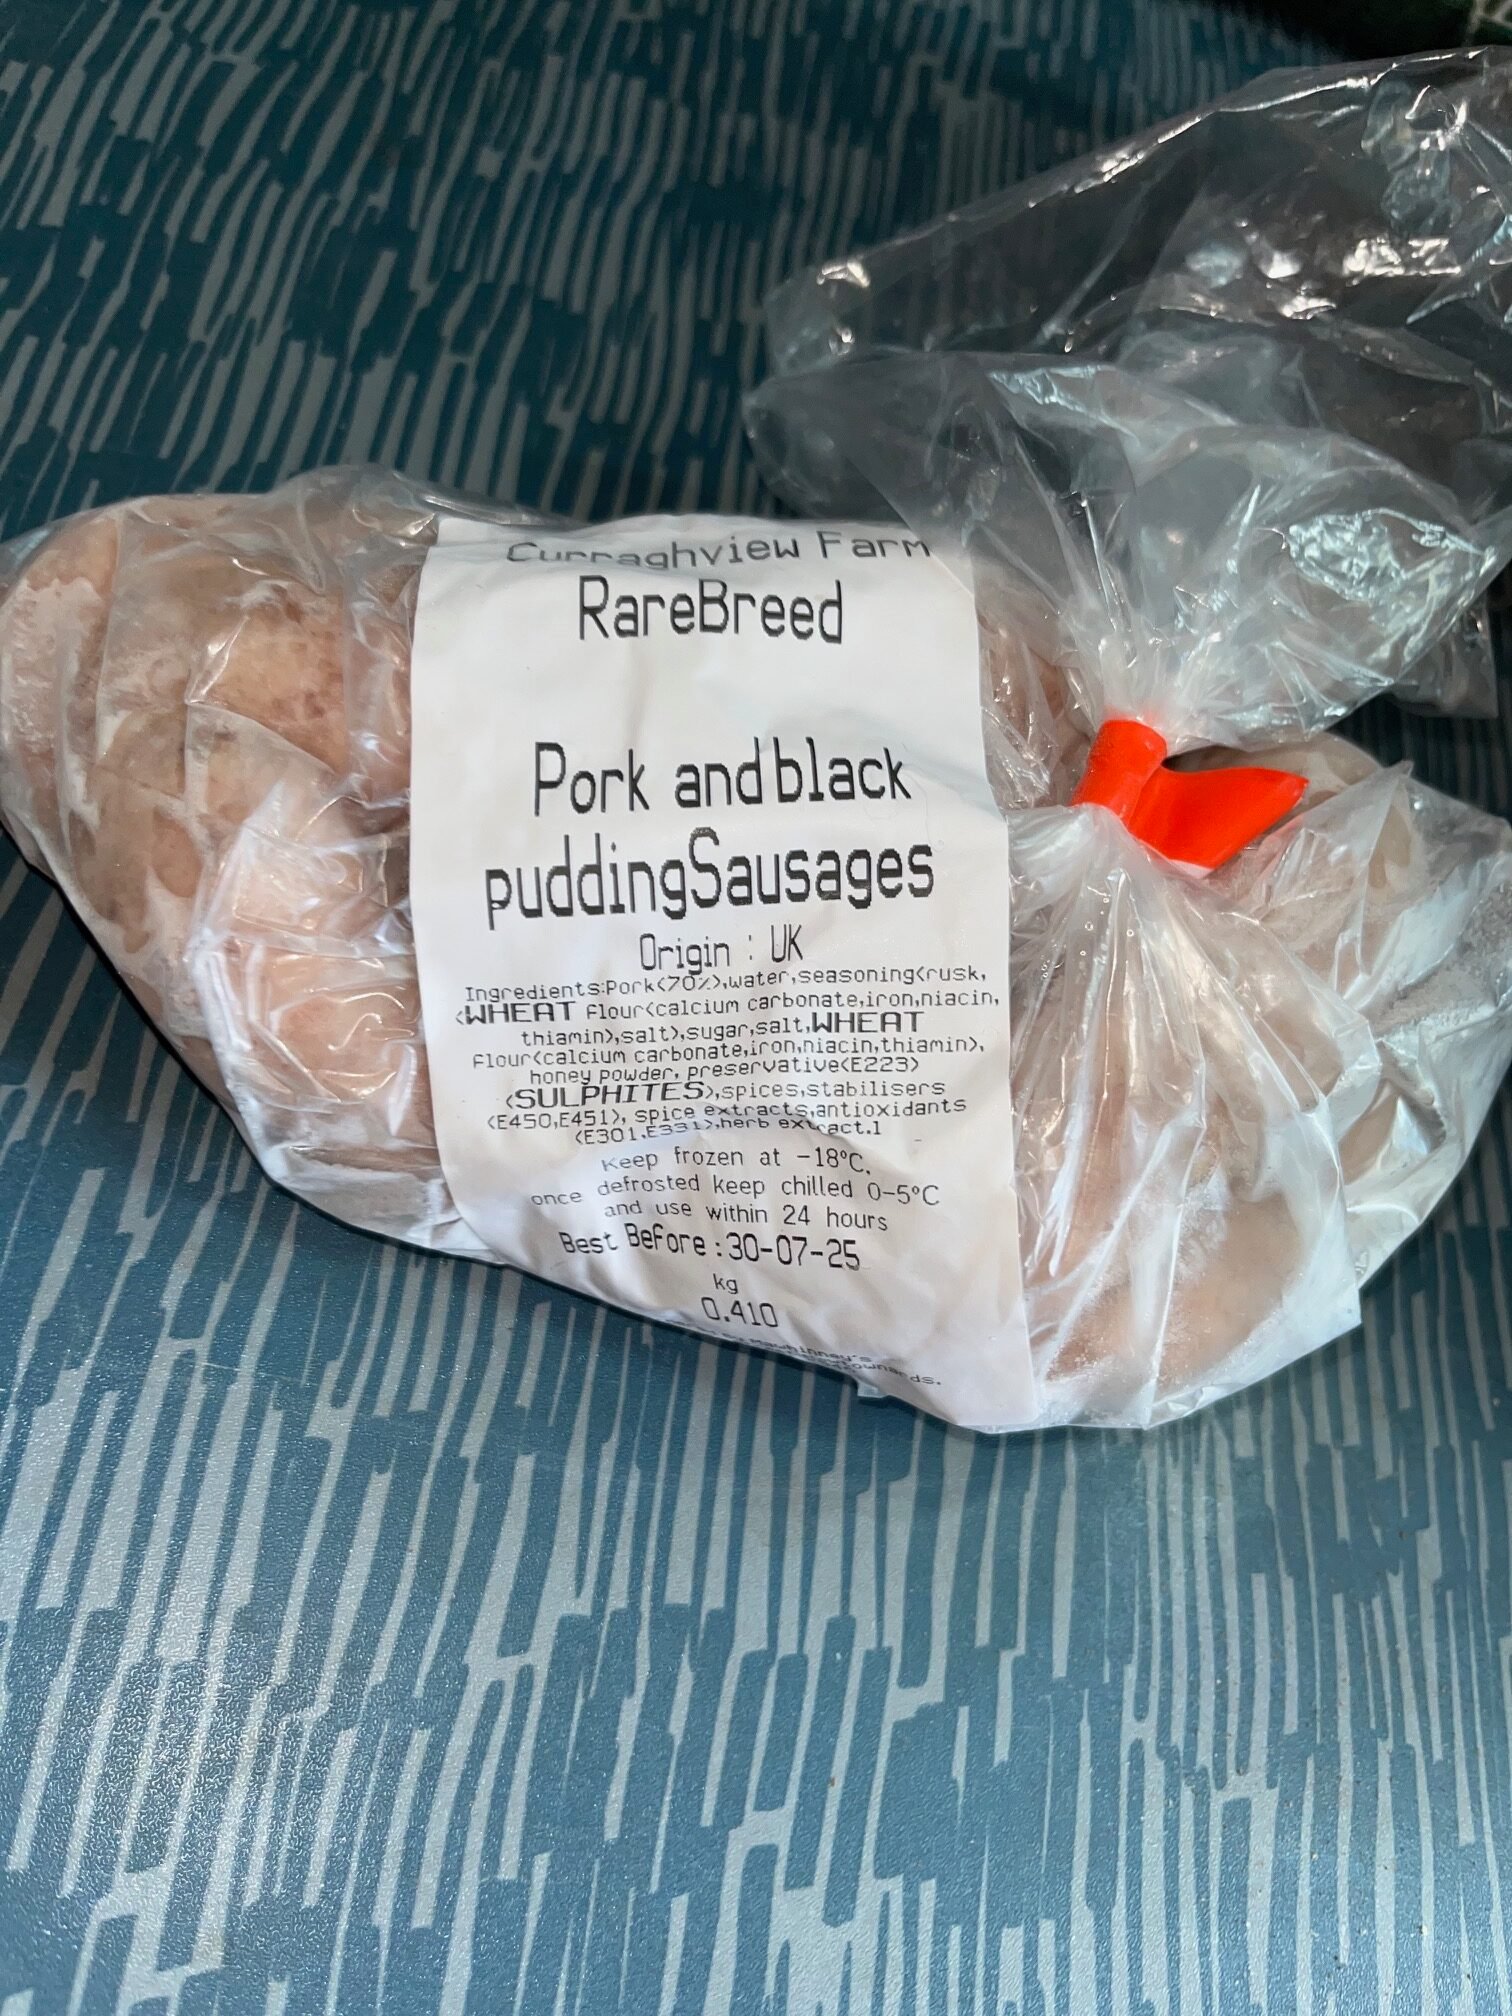 Curraghview Farm
RareBreed
Pork and black
puddingSausages
Origin : UK
Ingredients:Pork<70%>,water,seasoning<rusk,
<WHEAT flour<calcium carbonate,iron,niacin,
thiamin>,salt>,sugar,salt,WHEAT
flour<calcium carbonate,iron,niacin,thiamin>,
honey powder, preservative<E223>
<SULPHITES>,spices,stabilisers
<E450,E451>, spice extracts,antioxidants
<E301,E331>,herb extract.1
Keep frozen at -18°C,
once defrosted keep chilled 0-5°C
and use within 24 hours
Best Before :30-07-25
kg
0.410
by Mawhinney's